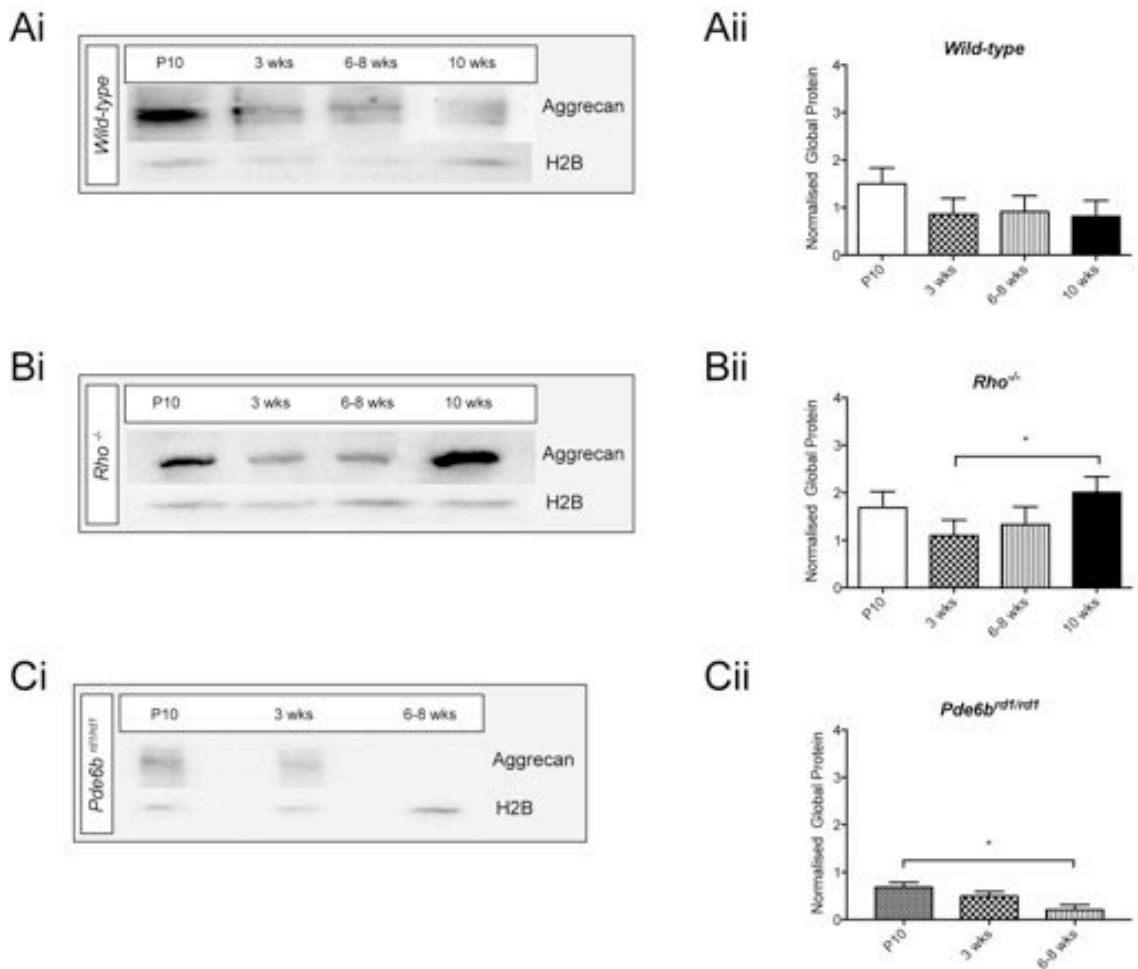 Ai
Wild-type
P10 3 wks 6-8 wks 10 wks
Aggrecan
H2B
Aii
Wild-type
Normalised Global Protein
4
3
2
1
0
P10 3 wks 6-8 wks 10 wks
Bi
Rho -/-
P10 3 wks 6-8 wks 10 wks
Aggrecan
H2B
Bii
Rho-/-
Normalised Global Protein
4
3
2
1
0
*
P10 3 wks 6-8 wks 10 wks
Ci
Pde6b rd1/rd1
P10 3 wks 6-8 wks
Aggrecan
H2B
Cii
Pde6brd1/rd1
Normalised Global Protein
4
3
2
1
0
*
P10 3 wks 6-8 wks